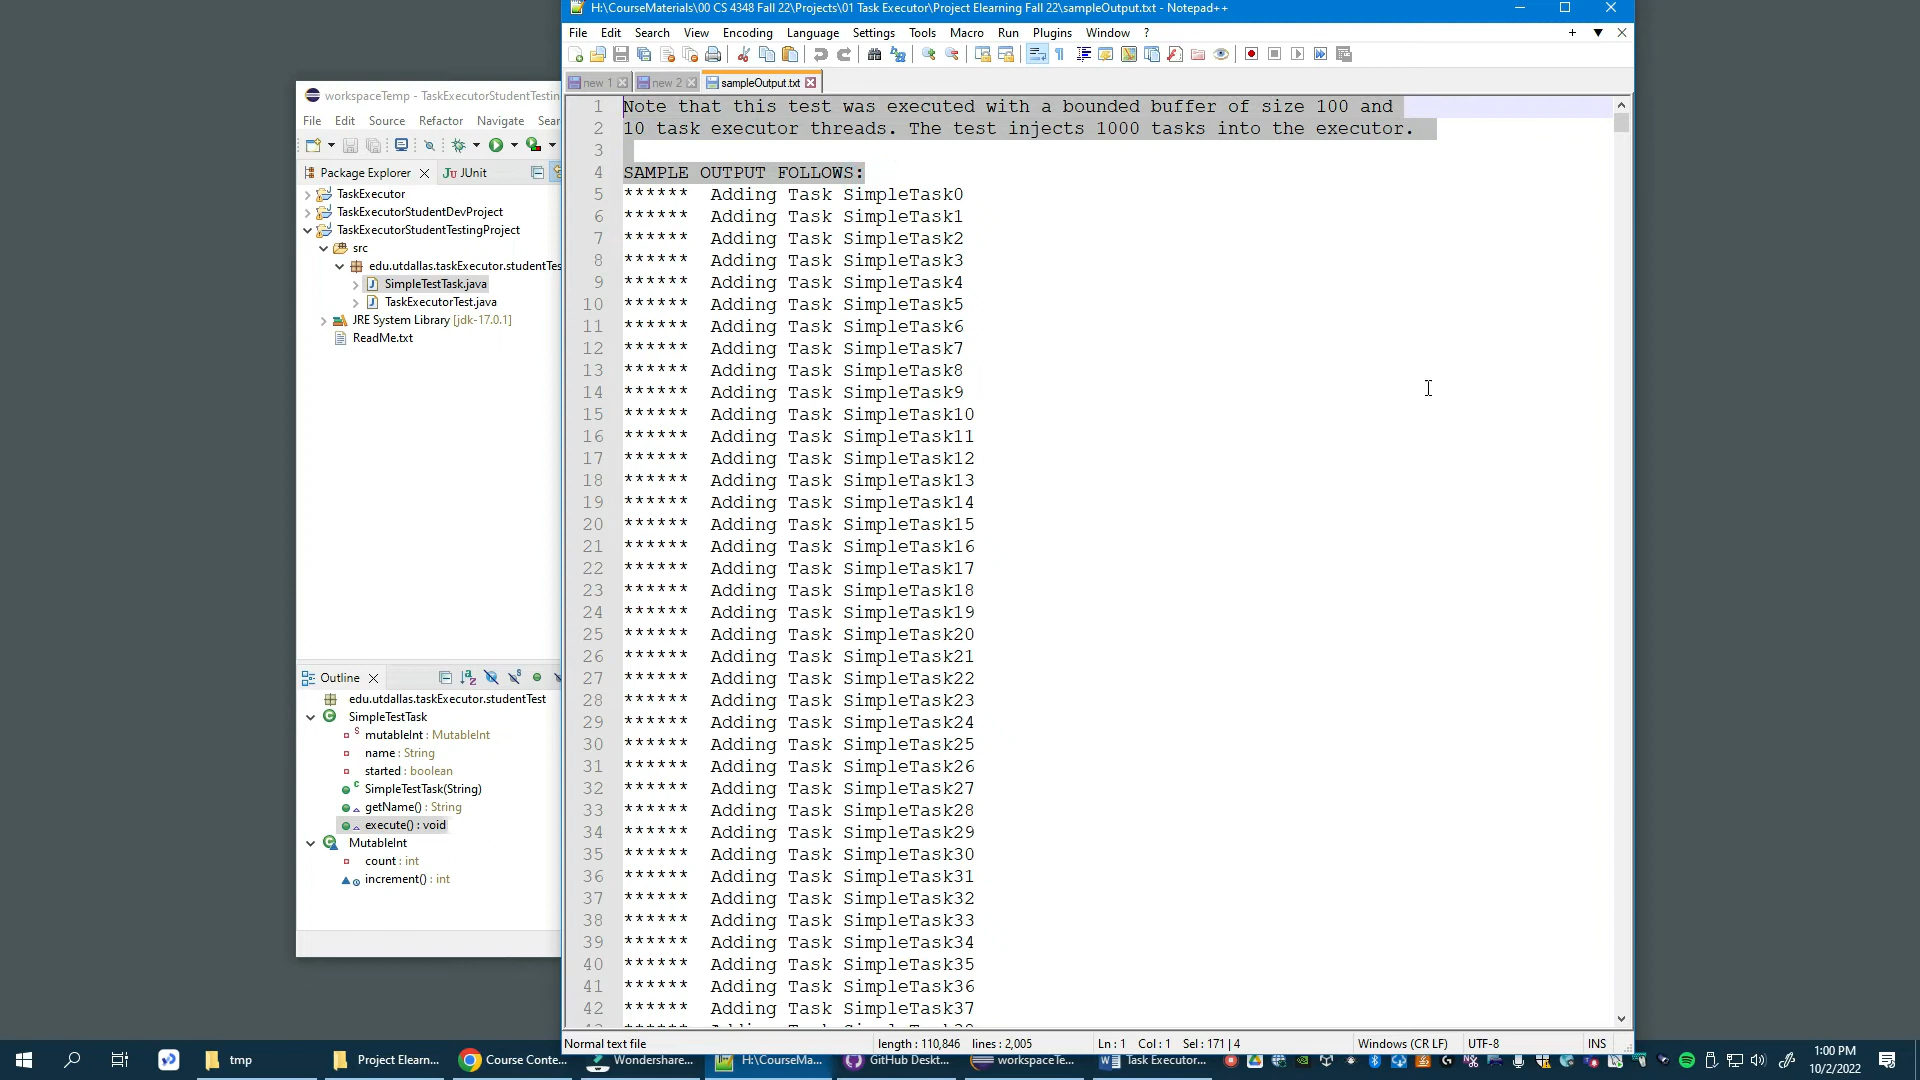 H:\CourseMaterials\00 CS 4348 Fall 22\Projects\01 Task Executor\Project Elearning Fall 22\sampleOutput.txt - Notepad++
File Edit Search View Encoding Language Settings Tools Macro Run Plugins Window ?
new 1
new 2
sampleOutput.txt
1 Note that this test was executed with a bounded buffer of size 100 and
2 10 task executor threads. The test injects 1000 tasks into the executor.
3
4 SAMPLE OUTPUT FOLLOWS:
5 ****** Adding Task SimpleTask0
6 ****** Adding Task SimpleTask1
7 ****** Adding Task SimpleTask2
8 ****** Adding Task SimpleTask3
9 ****** Adding Task SimpleTask4
10 ****** Adding Task SimpleTask5
11 ****** Adding Task SimpleTask6
12 ****** Adding Task SimpleTask7
13 ****** Adding Task SimpleTask8
14 ****** Adding Task SimpleTask9
15 ****** Adding Task SimpleTask10
16 ****** Adding Task SimpleTask11
17 ****** Adding Task SimpleTask12
18 ****** Adding Task SimpleTask13
19 ****** Adding Task SimpleTask14
20 ****** Adding Task SimpleTask15
21 ****** Adding Task SimpleTask16
22 ****** Adding Task SimpleTask17
23 ****** Adding Task SimpleTask18
24 ****** Adding Task SimpleTask19
25 ****** Adding Task SimpleTask20
26 ****** Adding Task SimpleTask21
27 ****** Adding Task SimpleTask22
28 ****** Adding Task SimpleTask23
29 ****** Adding Task SimpleTask24
30 ****** Adding Task SimpleTask25
31 ****** Adding Task SimpleTask26
32 ****** Adding Task SimpleTask27
33 ****** Adding Task SimpleTask28
34 ****** Adding Task SimpleTask29
35 ****** Adding Task SimpleTask30
36 ****** Adding Task SimpleTask31
37 ****** Adding Task SimpleTask32
38 ****** Adding Task SimpleTask33
39 ****** Adding Task SimpleTask34
40 ****** Adding Task SimpleTask35
41 ****** Adding Task SimpleTask36
42 ****** Adding Task SimpleTask37
Normal text file length : 110,846 lines : 2,005 Ln : 1 Col : 1 Sel : 171 | 4 Windows (CR LF) UTF-8 INS
workspaceTemp - TaskExecutorStudentTestin
File Edit Source Refactor Navigate Sear
Package Explorer JUnit
TaskExecutor
TaskExecutorStudentDevProject
TaskExecutorStudentTestingProject
src
edu.utdallas.taskExecutor.studentTes
SimpleTestTask.java
TaskExecutorTest.java
JRE System Library [jdk-17.0.1]
ReadMe.txt
Outline
edu.utdallas.taskExecutor.studentTest
SimpleTestTask
mutableInt : MutableInt
name : String
started : boolean
SimpleTestTask(String)
getName() : String
execute() : void
MutableInt
count : int
increment() : int
tmp
Project Elearn...
Course Conte...
Wondershare...
H:\CourseMa...
GitHub Deskt...
workspaceTe...
Task Executor...
1:00 PM
10/2/2022